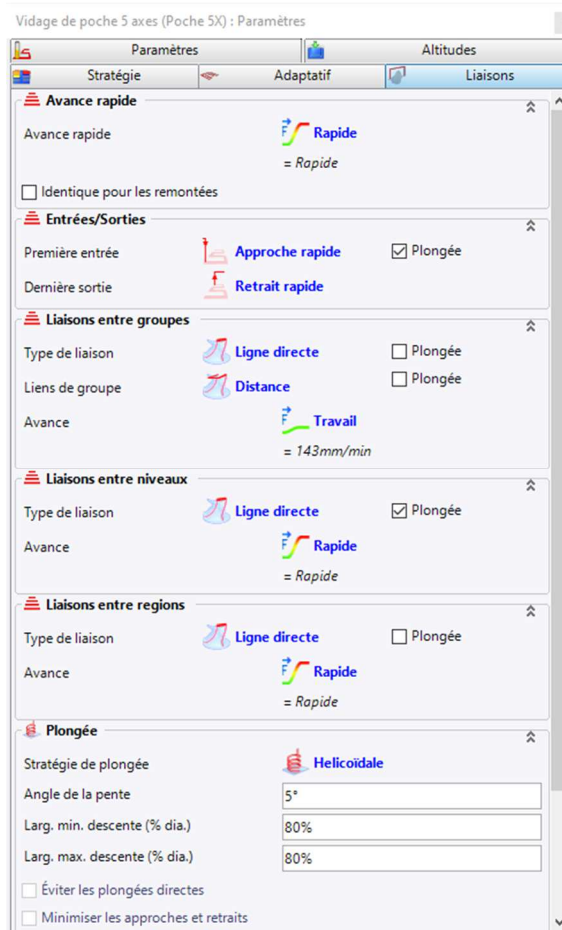 Vidage de poche 5 axes (Poche 5X) : Paramètres
Paramètres
Altitudes
Stratégie
Adaptatif
Liaisons
Avance rapide
Avance rapide
Rapide
= Rapide
Identique pour les remontées
Entrées/Sorties
Première entrée
Approche rapide
Plongée
Dernière sortie
Retrait rapide
Liaisons entre groupes
Type de liaison
Ligne directe
Plongée
Liens de groupe
Distance
Plongée
Avance
Travail
= 143mm/min
Liaisons entre niveaux
Type de liaison
Ligne directe
Plongée
Avance
Rapide
= Rapide
Liaisons entre regions
Type de liaison
Ligne directe
Plongée
Avance
Rapide
= Rapide
Plongée
Stratégie de plongée
Helicoïdale
Angle de la pente
5°
Larg. min. descente (% dia.)
80%
Larg. max. descente (% dia.)
80%
Éviter les plongées directes
Minimiser les approches et retraits